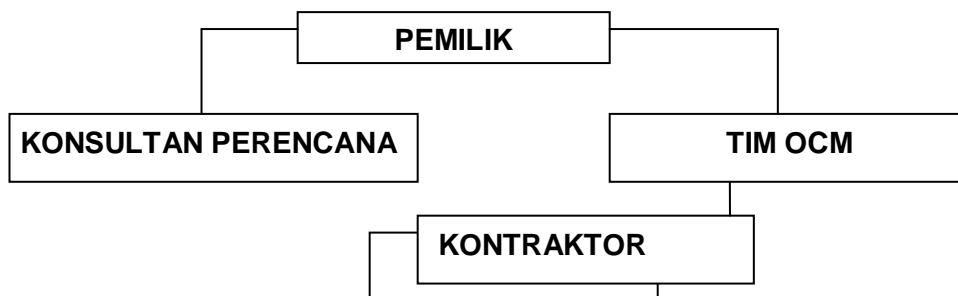 PEMILIK
KONSULTAN PERENCANA
TIM OCM
KONTRAKTOR